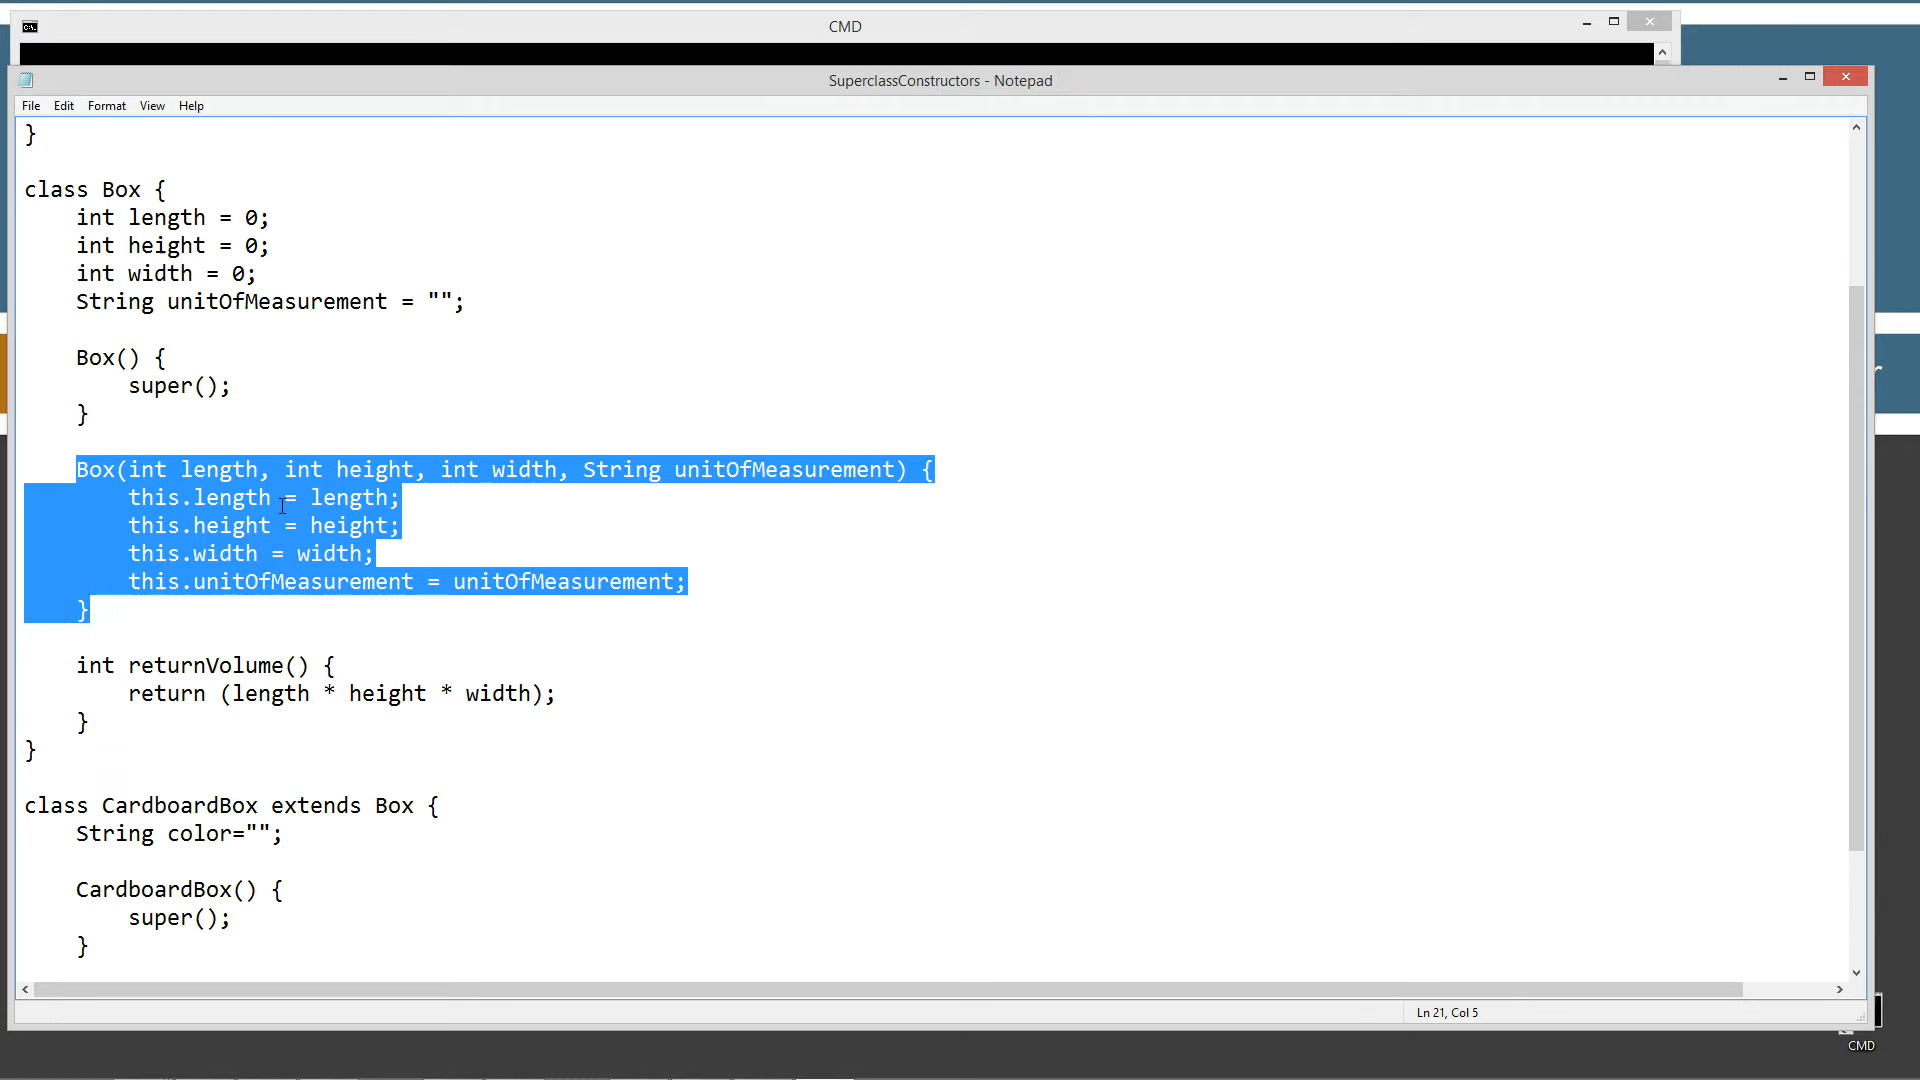 CMD
SuperclassConstructors - Notepad
File Edit Format View Help
}
class Box {
int length = 0;
int height = 0;
int width = 0;
String unitOfMeasurement = "";
Box() {
super();
}
Box(int length, int height, int width, String unitOfMeasurement) {
this.length = length;
this.height = height;
this.width = width;
this.unitOfMeasurement = unitOfMeasurement;
}
int returnVolume() {
return (length * height * width);
}
}
class CardboardBox extends Box {
String color="";
CardboardBox() {
super();
}
Ln 21, Col 5
CMD